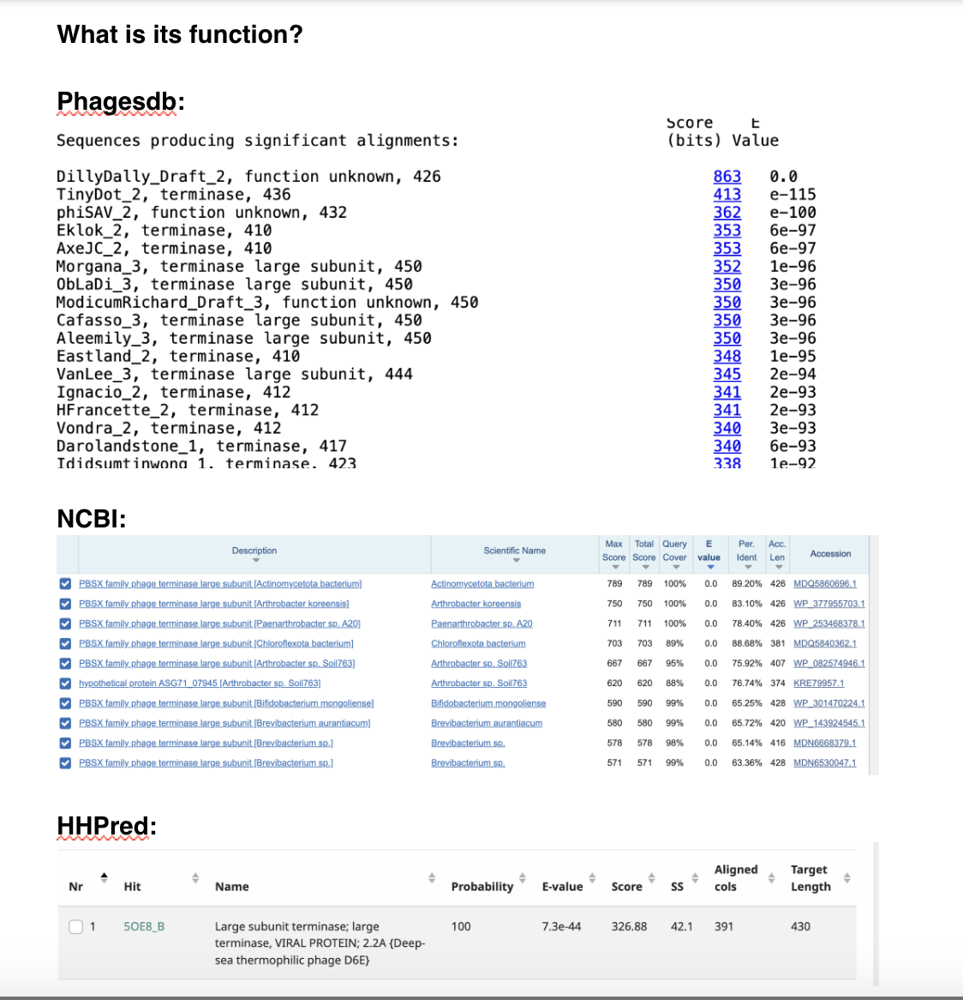 What is its function?
Phagesdb:
Score E
Sequences producing significant alignments: (bits) Value
DillyDally_Draft_2, function unknown, 426 863 0.0
TinyDot_2, terminase, 436 413 e-115
phiSAV_2, function unknown, 432 362 e-100
Eklok_2, terminase, 410 353 6e-97
AxeJC_2, terminase, 410 353 6e-97
Morgana_3, terminase large subunit, 450 352 1e-96
ObLaDi_3, terminase large subunit, 450 350 3e-96
ModicumRichard_Draft_3, function unknown, 450 350 3e-96
Cafasso_3, terminase large subunit, 450 350 3e-96
Aleemily_3, terminase large subunit, 450 350 3e-96
Eastland_2, terminase, 410 348 1e-95
VanLee_3, terminase large subunit, 444 345 2e-94
Ignacio_2, terminase, 412 341 2e-93
HFrancette_2, terminase, 412 341 2e-93
Vondra_2, terminase, 412 340 3e-93
Darolandstone_1, terminase, 417 340 6e-93
Ididsumtinwong_1, terminase, 423 338 1e-92
NCBI:
Description Scientific Name Max Score Total Score Query Cover E value Per. Ident Acc. Len Accession
PBSX family phage terminase large subunit [Actinomycetota bacterium] Actinomycetota bacterium 789 789 100% 0.0 89.20% 426 MDQ5860696.1
PBSX family phage terminase large subunit [Arthrobacter koreensis] Arthrobacter koreensis 750 750 100% 0.0 83.10% 426 WP_377955703.1
PBSX family phage terminase large subunit [Paenarthrobacter sp. A20] Paenarthrobacter sp. A20 711 711 100% 0.0 78.40% 426 WP_253468378.1
PBSX family phage terminase large subunit [Chloroflexota bacterium] Chloroflexota bacterium 703 703 89% 0.0 88.68% 381 MDQ5840362.1
PBSX family phage terminase large subunit [Arthrobacter sp. Soil763] Arthrobacter sp. Soil763 667 667 95% 0.0 75.92% 407 WP_082574946.1
hypothetical protein ASG71_07945 [Arthrobacter sp. Soil763] Arthrobacter sp. Soil763 620 620 88% 0.0 76.74% 374 KRE79957.1
PBSX family phage terminase large subunit [Bifidobacterium mongoliense] Bifidobacterium mongoliense 590 590 99% 0.0 65.25% 428 WP_301470224.1
PBSX family phage terminase large subunit [Brevibacterium aurantiacum] Brevibacterium aurantiacum 580 580 99% 0.0 65.72% 420 WP_143924545.1
PBSX family phage terminase large subunit [Brevibacterium sp.] Brevibacterium sp. 578 578 98% 0.0 65.14% 416 MDN6668379.1
PBSX family phage terminase large subunit [Brevibacterium sp.] Brevibacterium sp. 571 571 99% 0.0 63.36% 428 MDN6530047.1
HHPred:
Nr Hit Name Probability E-value Score SS Aligned cols Target Length
1 5OE8_B Large subunit terminase; large 100 7.3e-44 326.88 42.1 391 430
terminase, VIRAL PROTEIN; 2.2A {Deep-
sea thermophilic phage D6E}